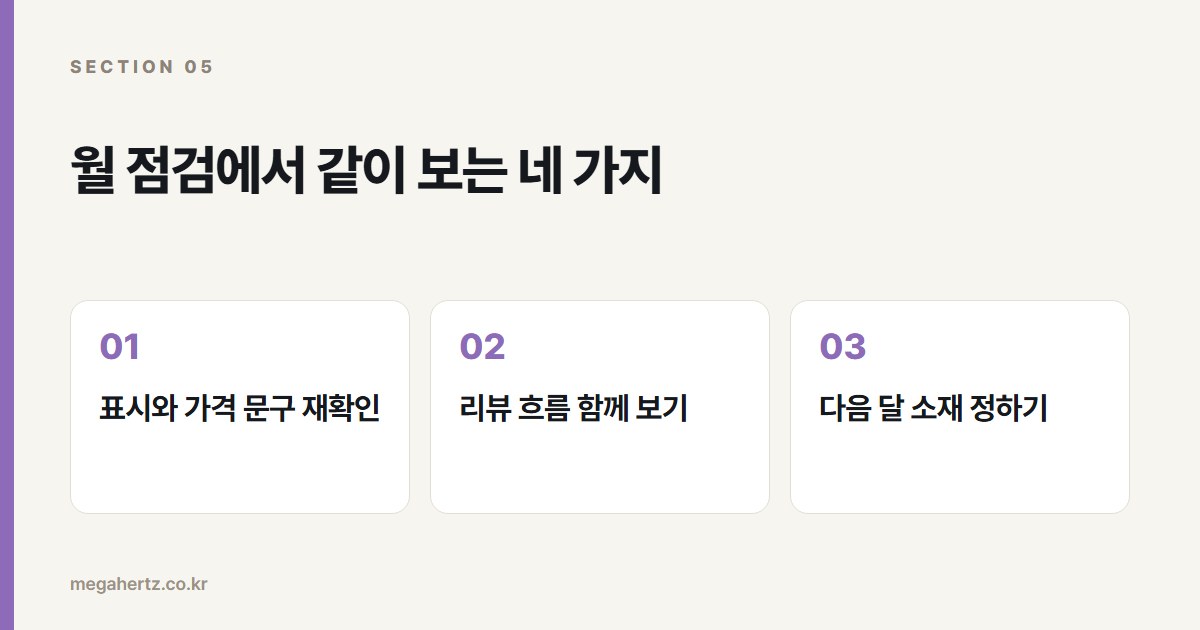 SECTION 05
월 점검에서 같이 보는 네 가지
01
표시와 가격 문구 재확인
02
리뷰 흐름 함께 보기
03
다음 달 소재 정하기
megahertz.co.kr